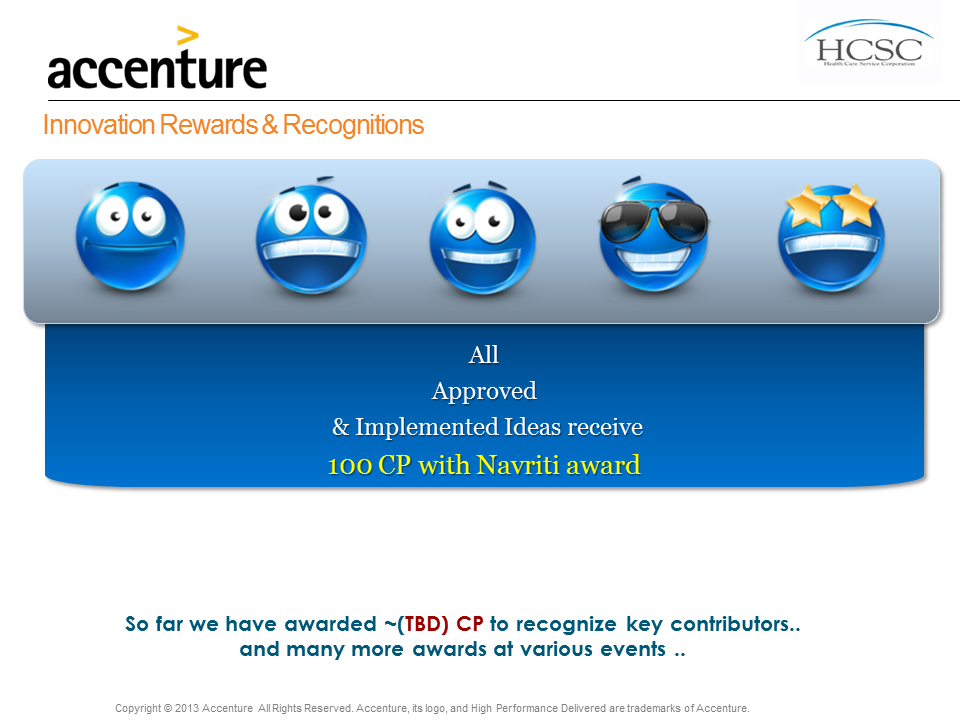 >
accenture
HCSC
Health Care Service Corporation
Innovation Rewards & Recognitions
All
Approved
& Implemented Ideas receive
100 CP with Navriti award
So far we have awarded ~(TBD) CP to recognize key contributors..
and many more awards at various events ..
Copyright © 2013 Accenture All Rights Reserved. Accenture, its logo, and High Performance Delivered are trademarks of Accenture.